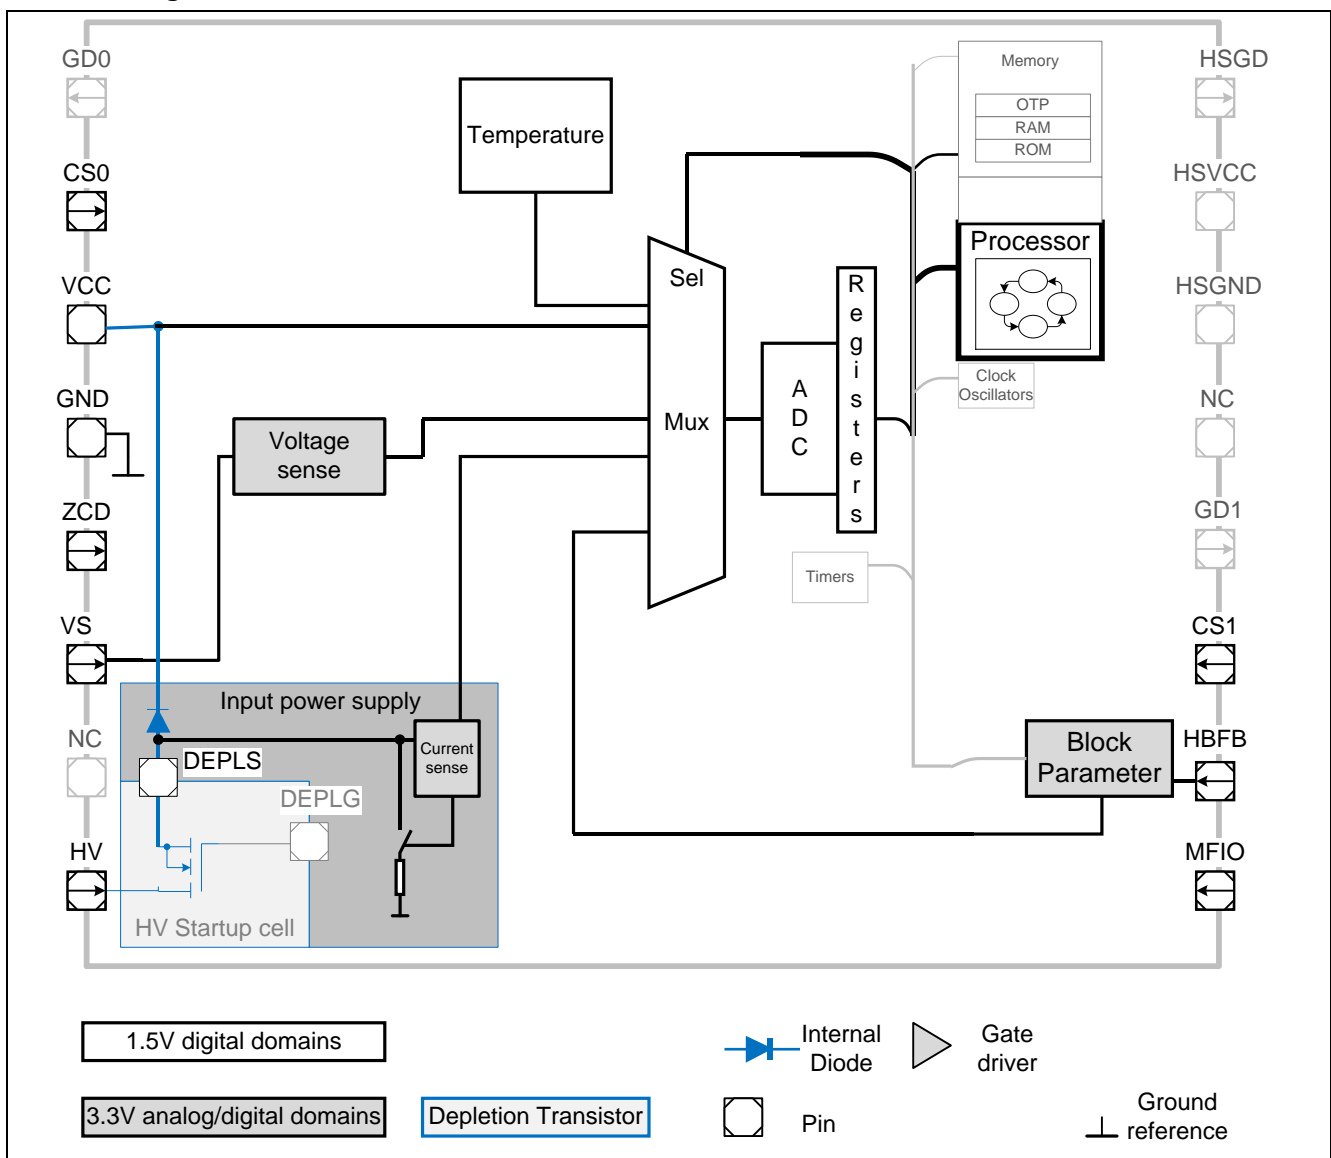 GD0
HSGD
CS0
HSVCC
VCC
HSGND
GND
NC
ZCD
GD1
VS
CS1
NC
HBFB
HV
MFIO
Temperature
Memory
OTP
RAM
ROM
Processor
Clock
Oscillators
Sel
Mux
ADC
Registers
Voltage
sense
Timers
Input power supply
Current
sense
DEPLS
DEPLG
HV Startup cell
Block
Parameter
1.5V digital domains
3.3V analog/digital domains
Depletion Transistor
Internal
Diode
Gate
driver
Pin
Ground
reference